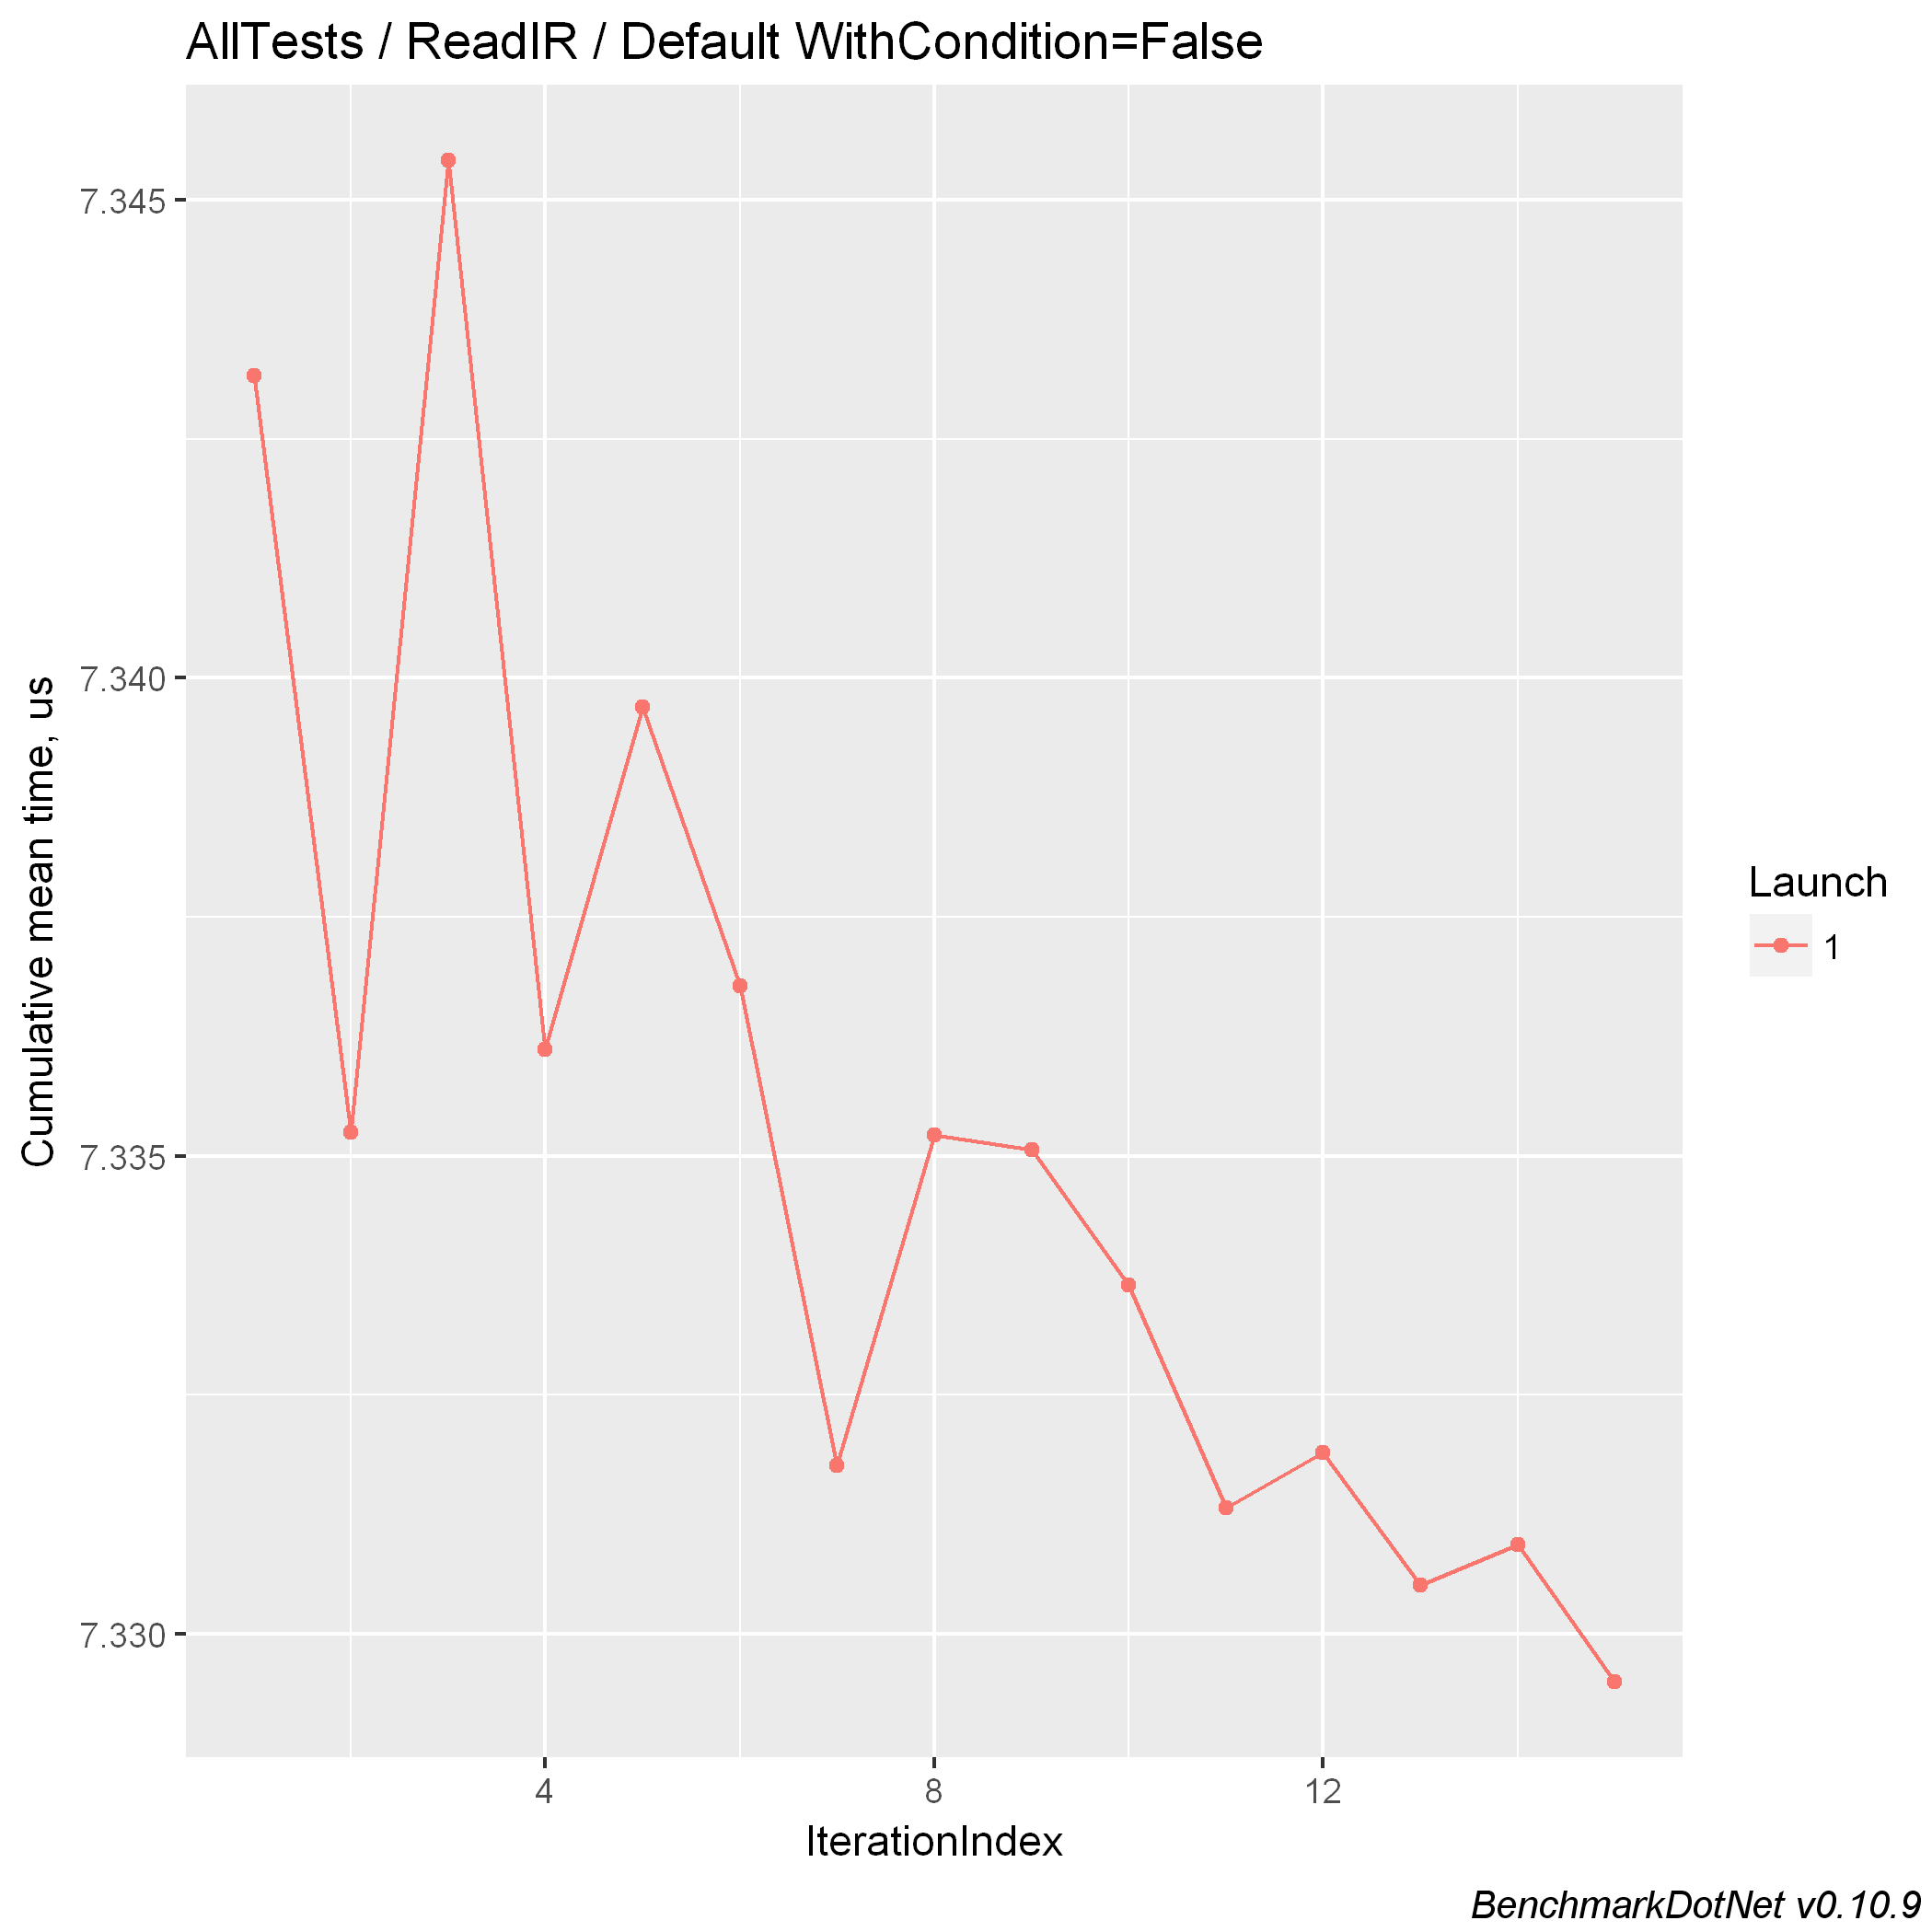 AllTests / ReadIR / Default WithCondition=False
Cumulative mean time, us
7.345
7.340
7.335
7.330
4
8
12
IterationIndex
Launch
1
BenchmarkDotNet v0.10.9